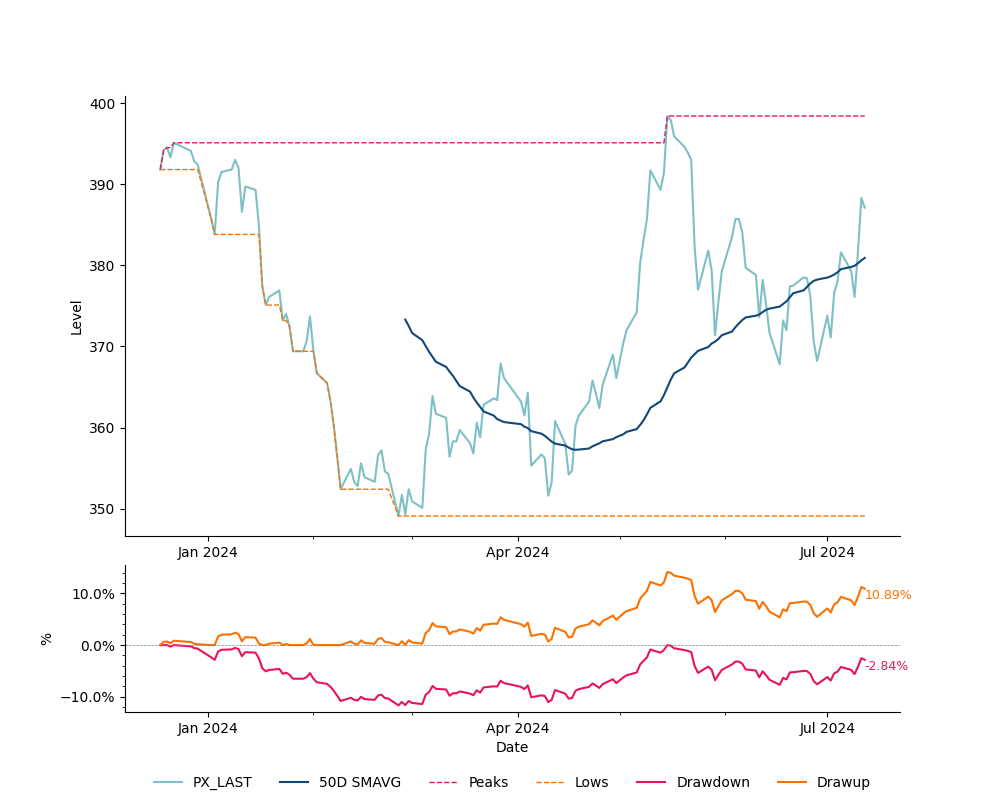 400
390
380
370
360
350
Level
Jan 2024 Apr 2024 Jul 2024
10.0%
0.0%
−10.0%
%
10.89%
-2.84%
Jan 2024 Apr 2024 Jul 2024
Date
PX_LAST 50D SMAVG Peaks Lows Drawdown Drawup